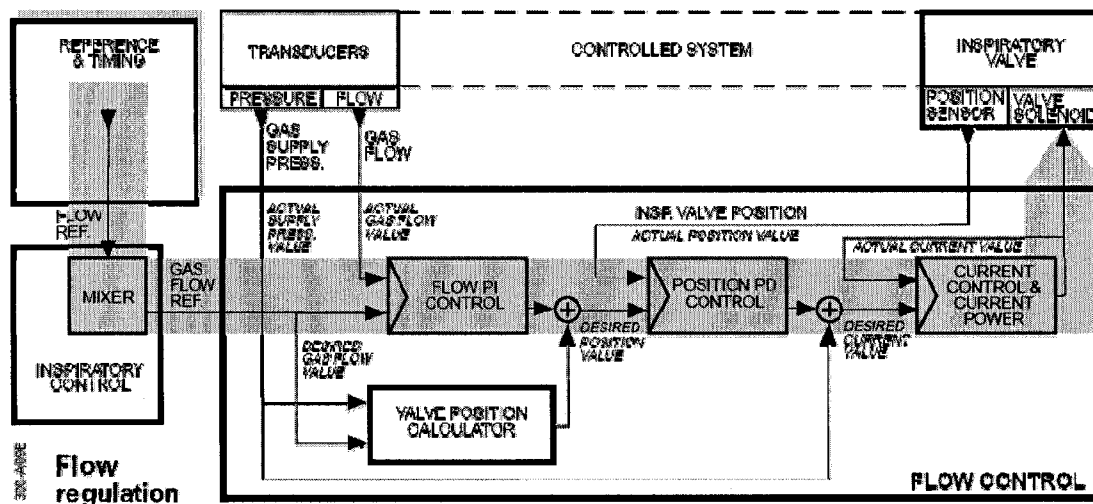 REFERENCE
& TIMING
TRANSDUCERS
PRESSURE
FLOW
CONTROLLED SYSTEM
INSPIRATORY
VALVE
POSITION
SENSOR
VALVE
SOLENOID
GAS
SUPPLY
PRESS.
GAS
FLOW
FLOW
REF.
ACTUAL
SUPPLY
PRESS.
VALUE
ACTUAL
GAS FLOW
VALUE
INSP. VALVE POSITION
ACTUAL POSITION VALUE
ACTUAL CURRENT VALUE
MIXER
GAS
FLOW
REF.
FLOW PI
CONTROL
POSITION PD
CONTROL
CURRENT
CONTROL &
CURRENT
POWER
DESIRED
POSITION
VALUE
DESIRED
CURRENT
VALUE
DESIRED
GAS FLOW
VALUE
INSPIRATORY
CONTROL
VALVE POSITION
CALCULATOR
Flow
regulation
FLOW CONTROL